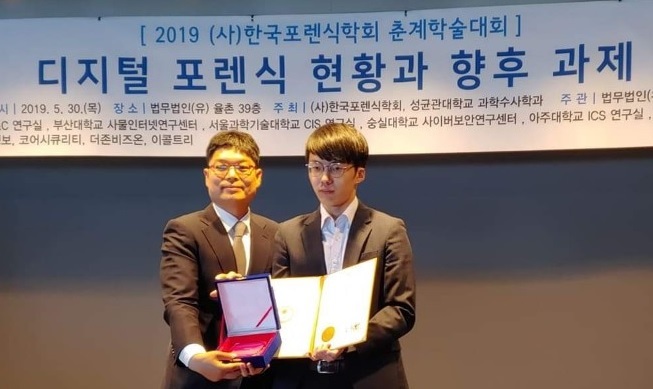 [ 2019 (사)한국포렌식학회 춘계학술대회 ]
디지털 포렌식 현황과 향후 과제
시 | 2019. 5. 30.(목) 장소 | 법무법인(유) 율촌 39층 주최 | (사)한국포렌식학회, 성균관대학교 과학수사학과 주관 | 법무법인(
C 연구실, 부산대학교 사물인터넷연구센터, 서울과학기술대학교 CIS 연구실, 숭실대학교 사이버보안연구센터, 아주대학교 ICS 연구실,
보, 코어시큐리티, 더존비즈온, 이콜트리